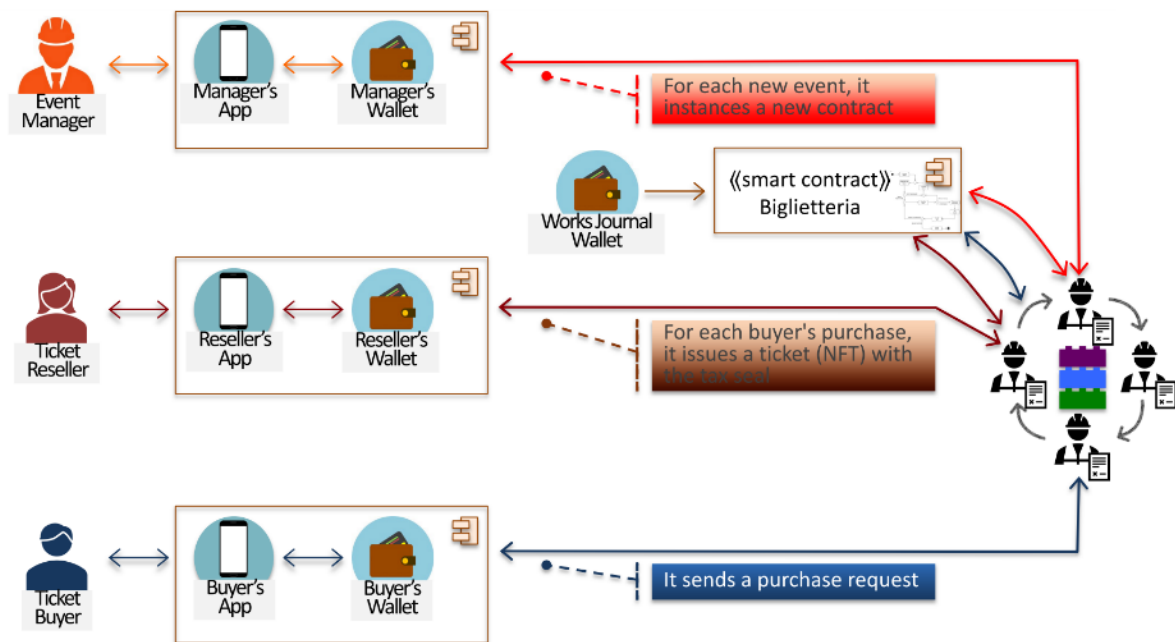 Event
Manager
Manager's
App
Manager's
Wallet
For each new event, it
instances a new contract
Works Journal
Wallet
《smart contract》
Biglietteria
Ticket
Reseller
Reseller's
App
Reseller's
Wallet
For each buyer's purchase,
it issues a ticket (NFT) with
the tax seal
Ticket
Buyer
Buyer's
App
Buyer's
Wallet
It sends a purchase request